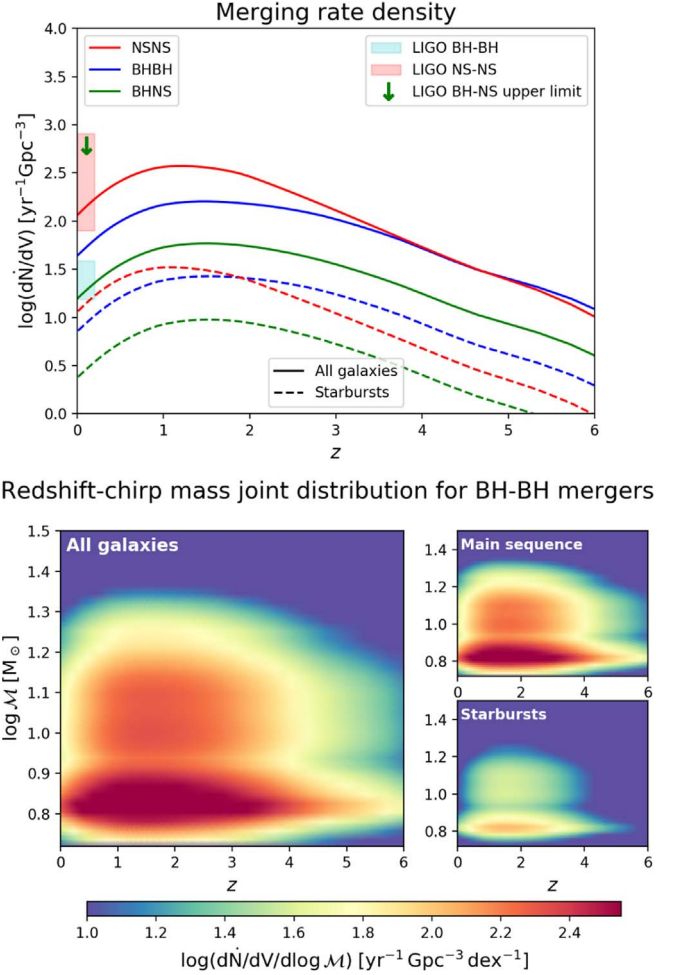 Merging rate density
4.0
3.5
3.0
2.5
2.0
1.5
1.0
0.5
0.0
log(dṄ/dV) [yr⁻¹Gpc⁻³]
NSNS
BHBH
BHNS
LIGO BH-BH
LIGO NS-NS
LIGO BH-NS upper limit
All galaxies
Starbursts
0 1 2 3 4 5 6
z
Redshift-chirp mass joint distribution for BH-BH mergers
All galaxies
1.5
1.4
1.3
1.2
1.1
1.0
0.9
0.8
log ℳ [M⊙]
0 1 2 3 4 5 6
z
Main sequence
1.4
1.2
1.0
0.8
0 2 4 6
Starbursts
1.4
1.2
1.0
0.8
0 2 4 6
z
1.0 1.2 1.4 1.6 1.8 2.0 2.2 2.4
log(dṄ/dV/dlog ℳ) [yr⁻¹ Gpc⁻³ dex⁻¹]